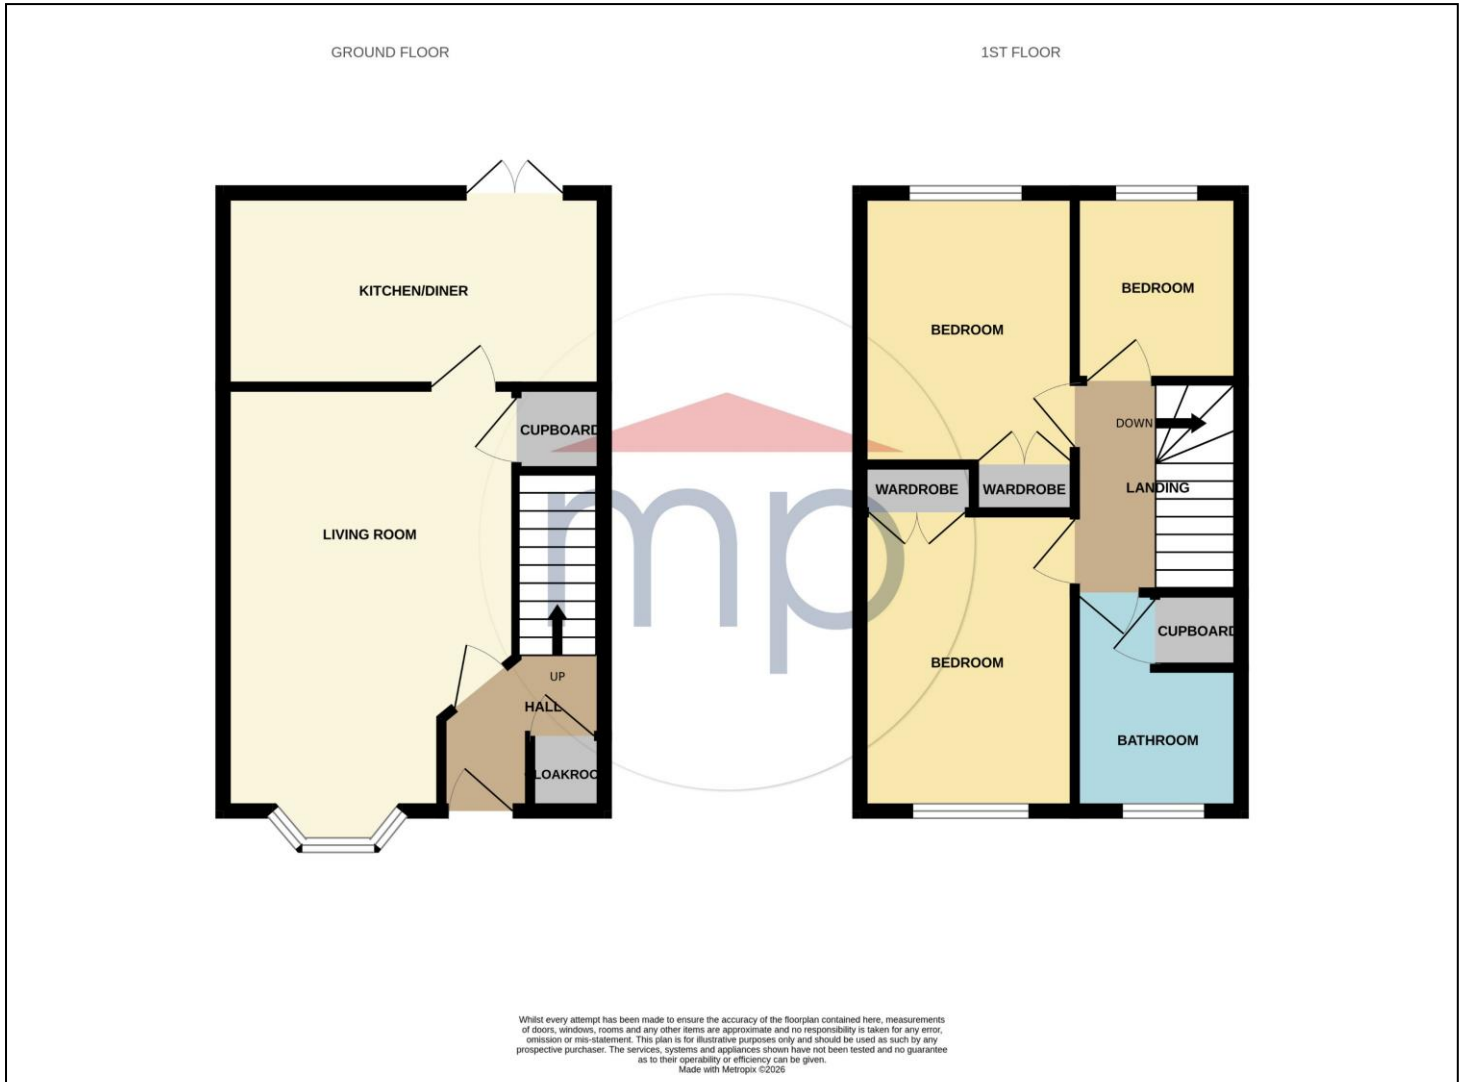 GROUND FLOOR
1ST FLOOR
KITCHEN/DINER
CUPBOARD
LIVING ROOM
UP
HALL
CLOAKROOM
BEDROOM
BEDROOM
DOWN
WARDROBE
WARDROBE
LANDING
CUPBOARD
BEDROOM
BATHROOM
mp
Whilst every attempt has been made to ensure the accuracy of the floorplan contained here, measurements
of doors, windows, rooms and any other items are approximate and no responsibility is taken for any error,
omission or mis-statement. This plan is for illustrative purposes only and should be used as such by any
prospective purchaser. The services, systems and appliances shown have not been tested and no guarantee
as to their operability or efficiency can be given.
Made with Metropix ©2026